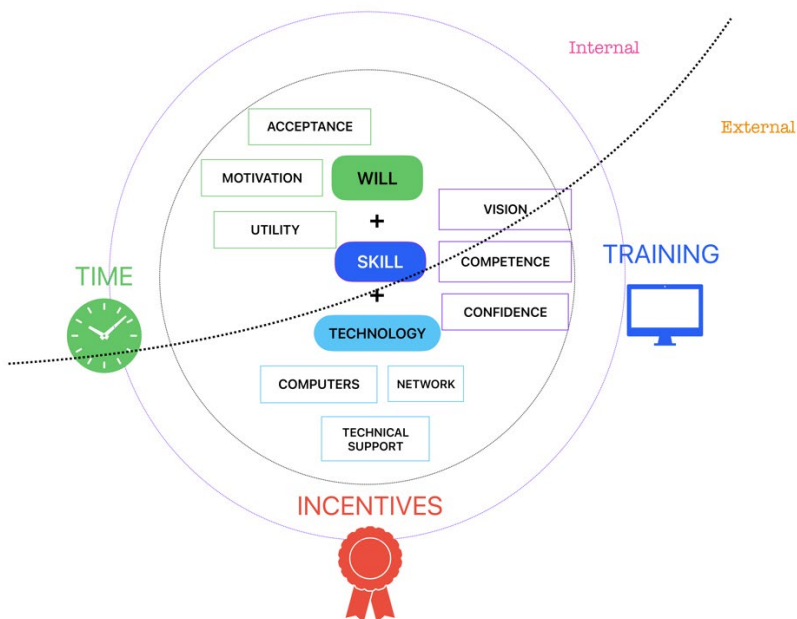 Internal
External
ACCEPTANCE
MOTIVATION
WILL
+
VISION
UTILITY
SKILL
COMPETENCE
TIME
TRAINING
+
CONFIDENCE
TECHNOLOGY
COMPUTERS
NETWORK
TECHNICAL
SUPPORT
INCENTIVES